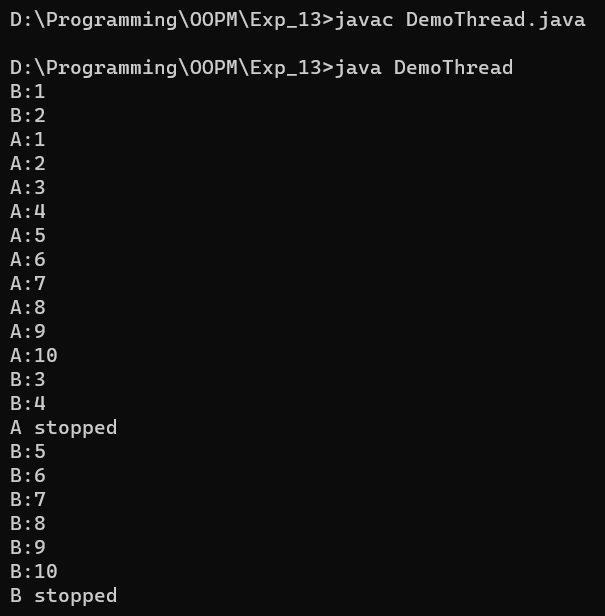 D:\Programming\OOPM\Exp_13>javac DemoThread.java
D:\Programming\OOPM\Exp_13>java DemoThread
B:1
B:2
A:1
A:2
A:3
A:4
A:5
A:6
A:7
A:8
A:9
A:10
B:3
B:4
A stopped
B:5
B:6
B:7
B:8
B:9
B:10
B stopped